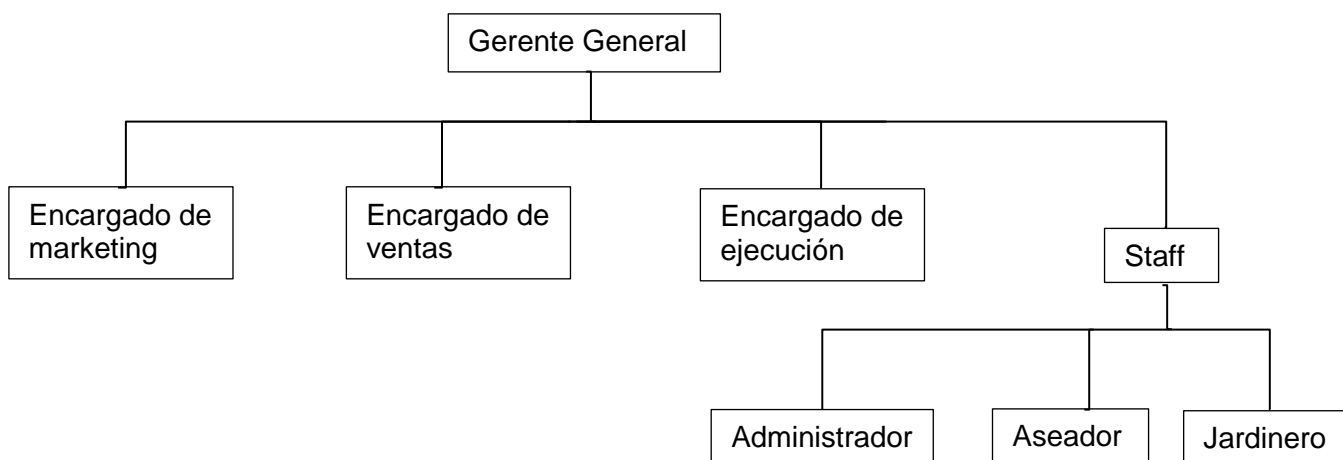 Gerente General
Encargado de
marketing
Encargado de
ventas
Encargado de
ejecución
Staff
Administrador
Aseador
Jardinero